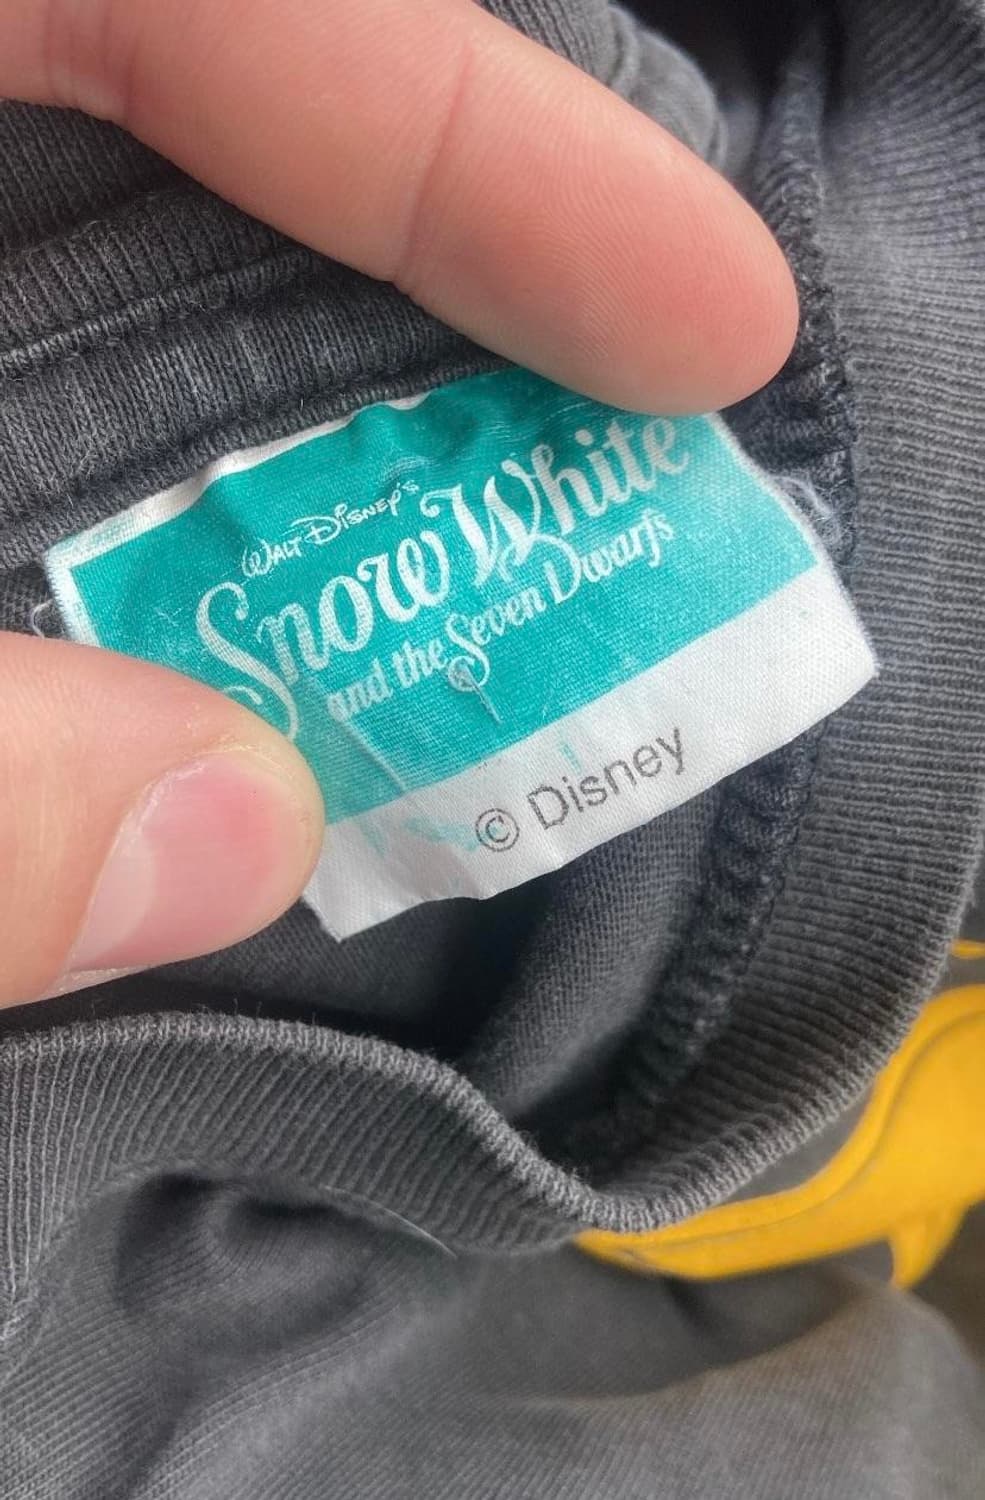 Walt Disney's
Snow White
and the Seven Dwarfs
© Disney